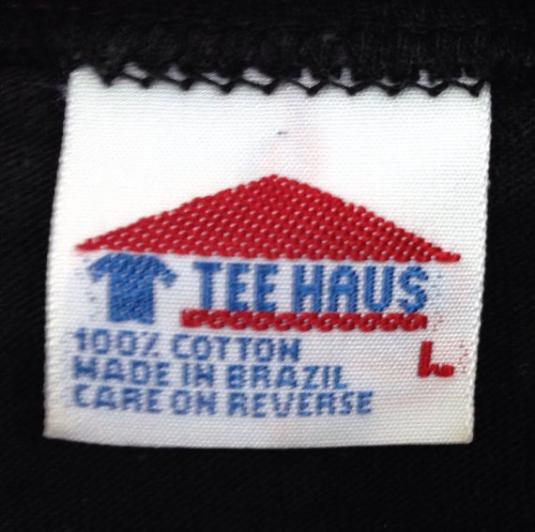 TEE HAUS
100% COTTON
MADE IN BRAZIL
CARE ON REVERSE
L